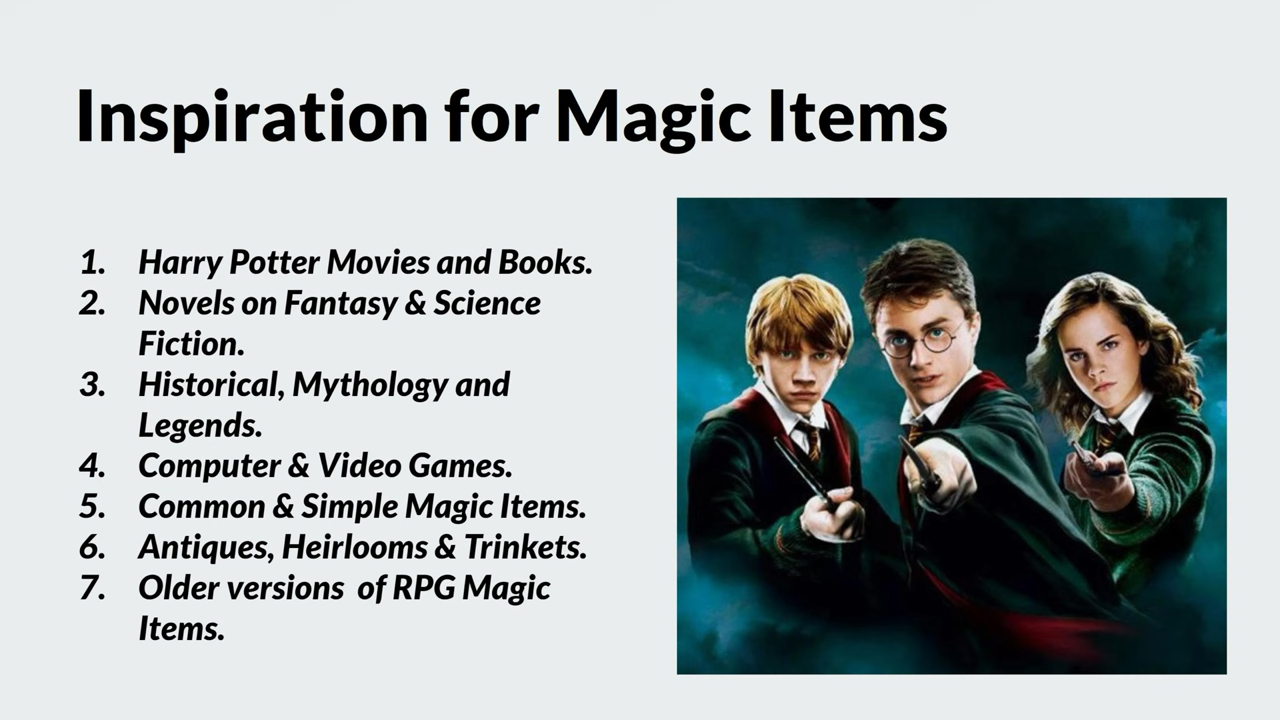 Inspiration for Magic Items
1. Harry Potter Movies and Books.
2. Novels on Fantasy & Science
Fiction.
3. Historical, Mythology and
Legends.
4. Computer & Video Games.
5. Common & Simple Magic Items.
6. Antiques, Heirlooms & Trinkets.
7. Older versions  of RPG Magic
Items.